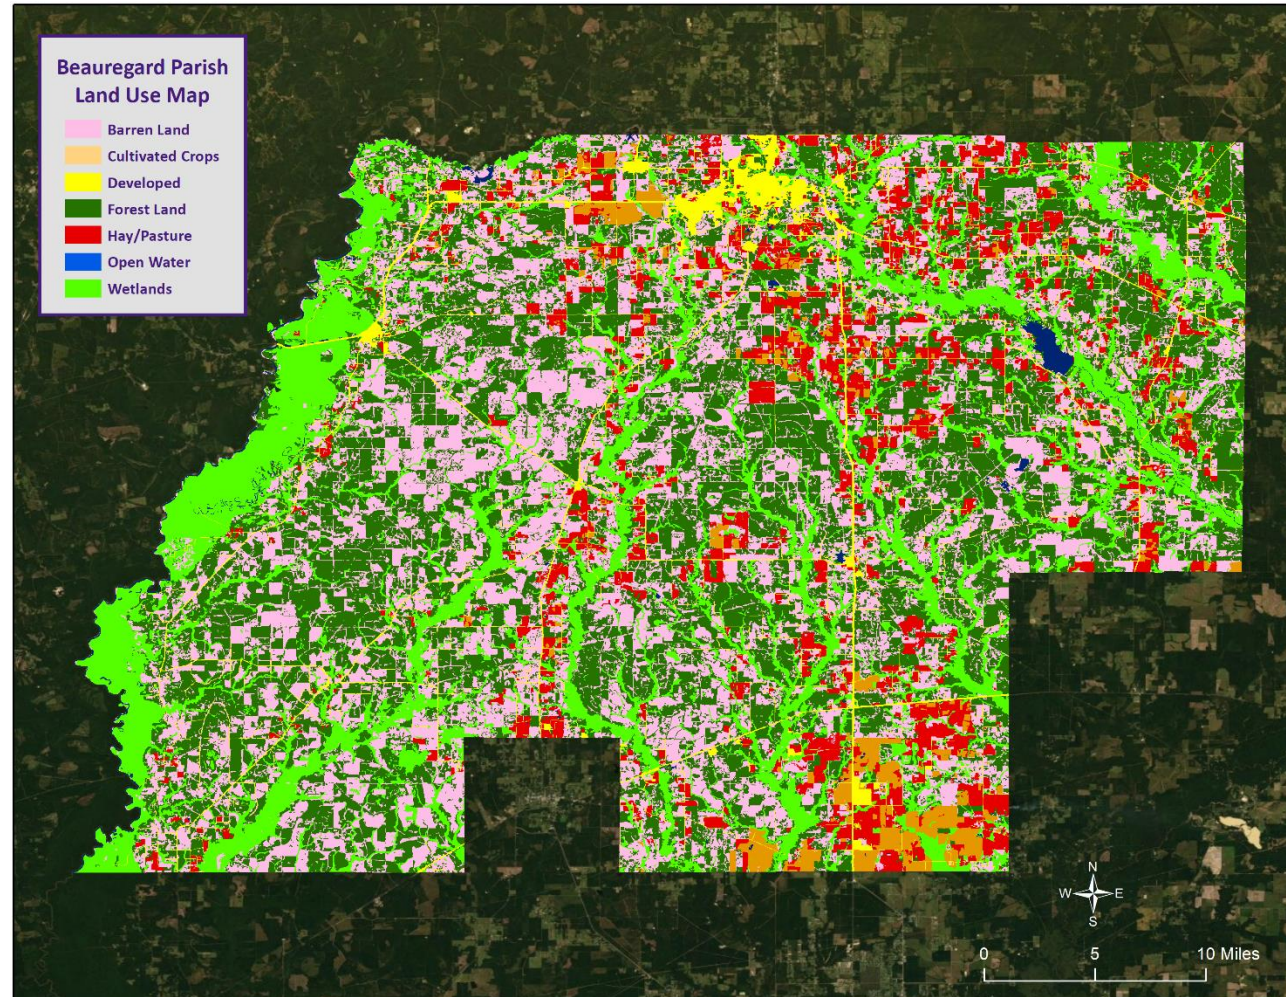 Beauregard Parish
Land Use Map
Barren Land
Cultivated Crops
Developed
Forest Land
Hay/Pasture
Open Water
Wetlands
N
W E
S
0 5 10 Miles